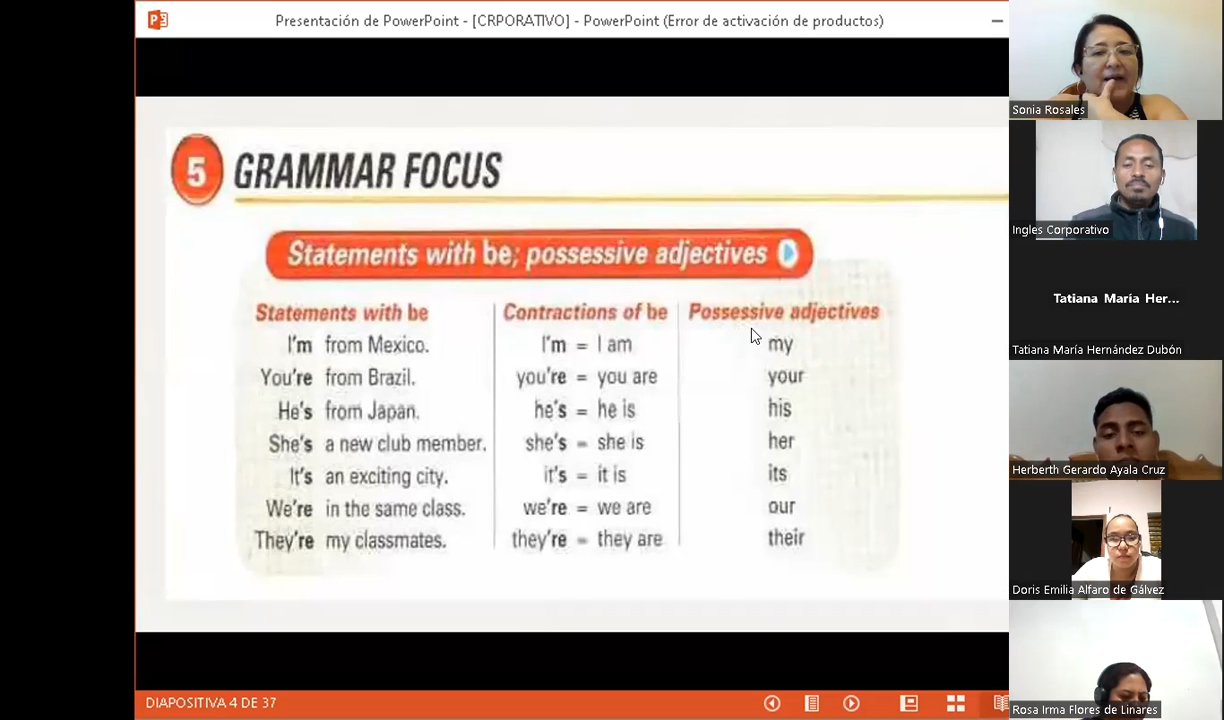 Presentación de PowerPoint - [CRPORATIVO] - PowerPoint (Error de activación de productos)
5 GRAMMAR FOCUS
Statements with be; possessive adjectives
Statements with be Contractions of be Possessive adjectives
I'm from Mexico. I'm = I am my
You're from Brazil. you're = you are your
He's from Japan. he's = he is his
She's a new club member. she's = she is her
It's an exciting city. it's = it is its
We're in the same class. we're = we are our
They're my classmates. they're = they are their
DIAPOSITIVA 4 DE 37
Sonia Rosales
Ingles Corporativo
Tatiana María Her...
Tatiana María Hernández Dubón
Herberth Gerardo Ayala Cruz
Doris Emilia Alfaro de Gálvez
Rosa Irma Flores de Linares